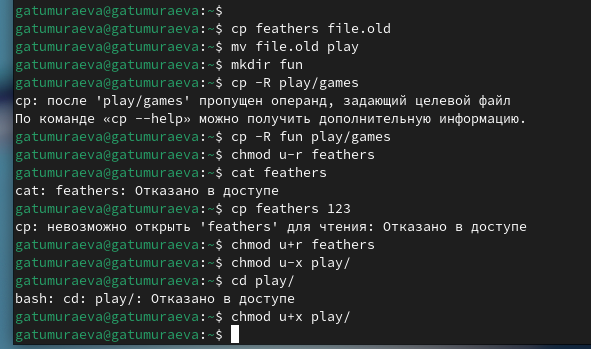 gatumuraeva@gatumuraeva:~$
gatumuraeva@gatumuraeva:~$ cp feathers file.old
gatumuraeva@gatumuraeva:~$ mv file.old play
gatumuraeva@gatumuraeva:~$ mkdir fun
gatumuraeva@gatumuraeva:~$ cp -R play/games
cp: после 'play/games' пропущен операнд, задающий целевой файл
По команде «cp --help» можно получить дополнительную информацию.
gatumuraeva@gatumuraeva:~$ cp -R fun play/games
gatumuraeva@gatumuraeva:~$ chmod u-r feathers
gatumuraeva@gatumuraeva:~$ cat feathers
cat: feathers: Отказано в доступе
gatumuraeva@gatumuraeva:~$ cp feathers 123
cp: невозможно открыть 'feathers' для чтения: Отказано в доступе
gatumuraeva@gatumuraeva:~$ chmod u+r feathers
gatumuraeva@gatumuraeva:~$ chmod u-x play/
gatumuraeva@gatumuraeva:~$ cd play/
bash: cd: play/: Отказано в доступе
gatumuraeva@gatumuraeva:~$ chmod u+x play/
gatumuraeva@gatumuraeva:~$